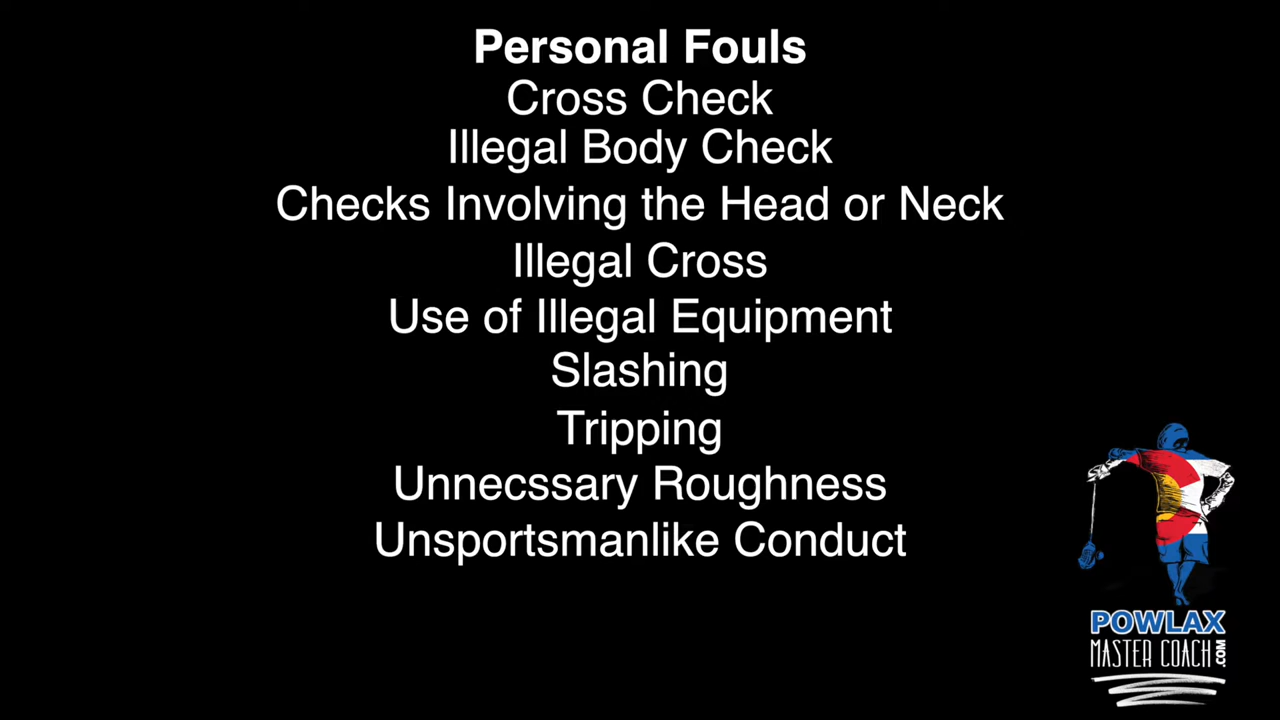 Personal Fouls
Cross Check
Illegal Body Check
Checks Involving the Head or Neck
Illegal Cross
Use of Illegal Equipment
Slashing
Tripping
Unnecssary Roughness
Unsportsmanlike Conduct
POWLAX
MASTER COACH.COM